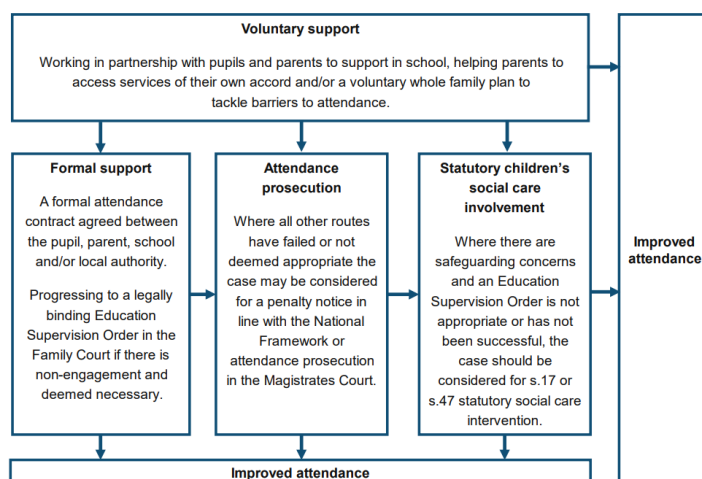 Voluntary support
Working in partnership with pupils and parents to support in school, helping parents to
access services of their own accord and/or a voluntary whole family plan to
tackle barriers to attendance.
Formal support
A formal attendance
contract agreed between
the pupil, parent, school
and/or local authority.
Progressing to a legally
binding Education
Supervision Order in the
Family Court if there is
non-engagement and
deemed necessary.
Attendance
prosecution
Where all other routes
have failed or not
deemed appropriate the
case may be considered
for a penalty notice in
line with the National
Framework or
attendance prosecution
in the Magistrates Court.
Statutory children’s
social care
involvement
Where there are
safeguarding concerns
and an Education
Supervision Order is not
appropriate or has not
been successful, the
case should be
considered for s.17 or
s.47 statutory social care
intervention.
Improved
attendance
Improved attendance